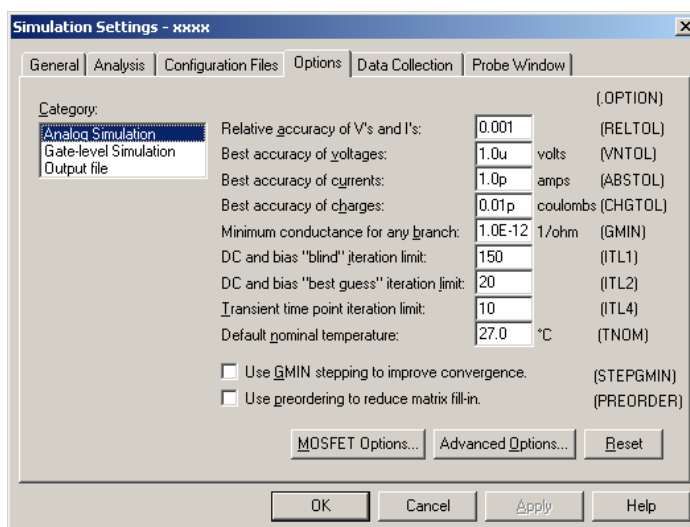 Simulation Settings - xxxx
General Analysis Configuration Files Options Data Collection Probe Window
(.OPTION)
Category:
Analog Simulation
Gate-level Simulation
Output file
Relative accuracy of V's and I's: 0.001 (RELTOL)
Best accuracy of voltages: 1.0u volts (VNTOL)
Best accuracy of currents: 1.0p amps (ABSTOL)
Best accuracy of charges: 0.01p coulombs (CHGTOL)
Minimum conductance for any branch: 1.0E-12 1/ohm (GMIN)
DC and bias "blind" iteration limit: 150 (ITL1)
DC and bias "best guess" iteration limit: 20 (ITL2)
Transient time point iteration limit: 10 (ITL4)
Default nominal temperature: 27.0 °C (TNOM)
Use GMIN stepping to improve convergence. (STEPGMIN)
Use preordering to reduce matrix fill-in. (PREORDER)
MOSFET Options... Advanced Options... Reset
OK Cancel Apply Help